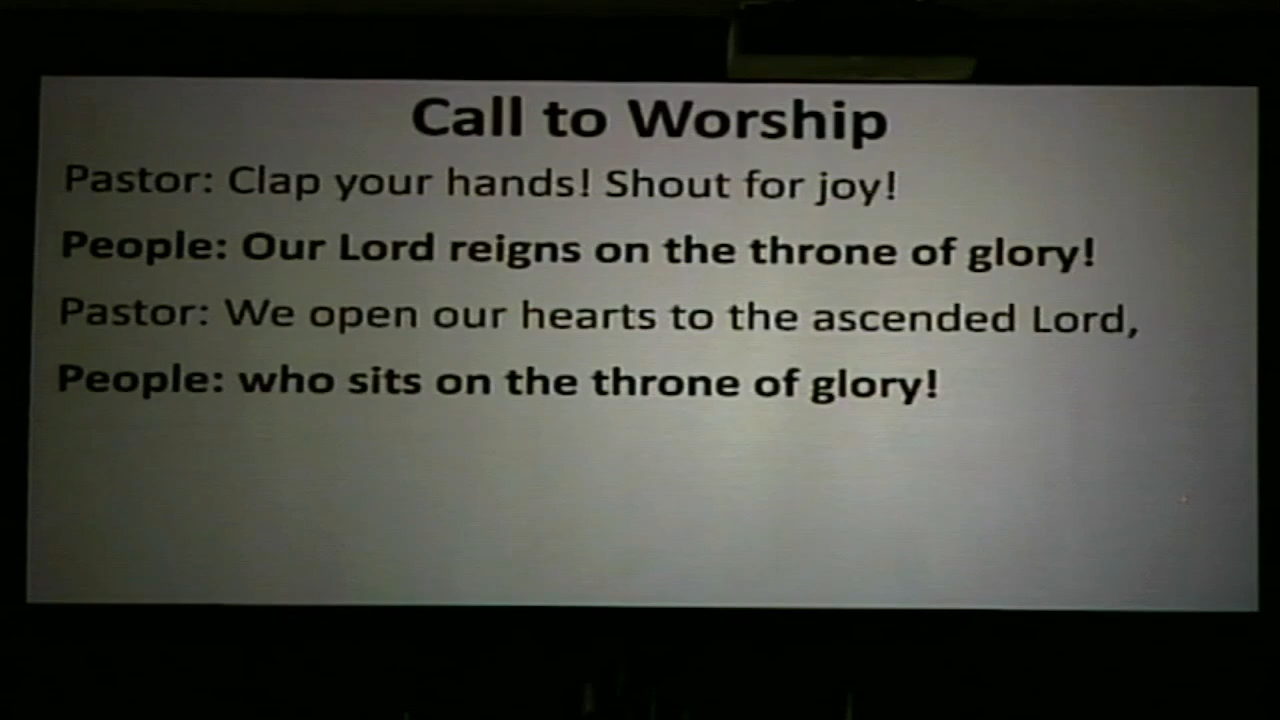 Call to Worship
Pastor: Clap your hands! Shout for joy!
People: Our Lord reigns on the throne of glory!
Pastor: We open our hearts to the ascended Lord,
People: who sits on the throne of glory!